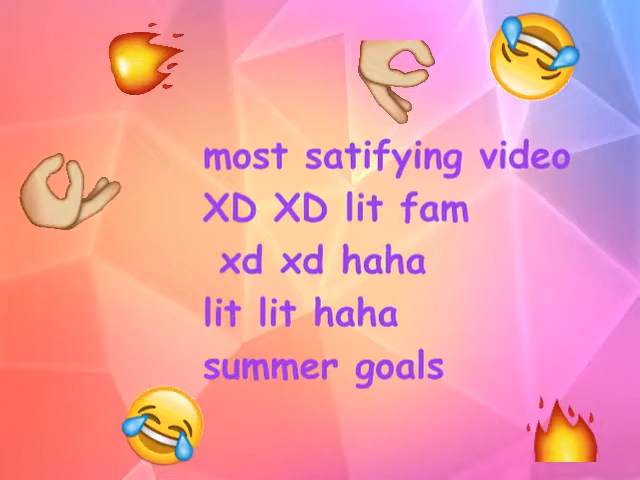 most satifying video
XD XD lit fam
xd xd haha
lit lit haha
summer goals